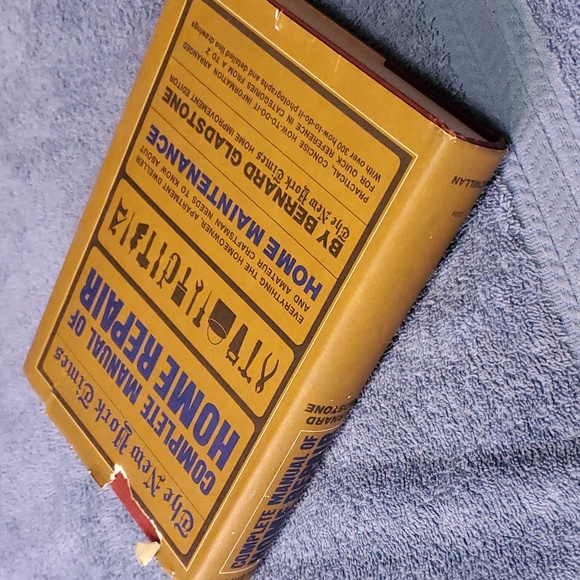 The New York Times
COMPLETE MANUAL OF
HOME REPAIR
EVERYTHING THE HOMEOWNER, APARTMENT DWELLER
AND AMATEUR CRAFTSMAN NEEDS TO KNOW ABOUT
HOME MAINTENANCE
BY BERNARD GLADSTONE
The New York Times HOME IMPROVEMENT EDITOR
PRACTICAL, CONCISE HOW-TO-DO-IT INFORMATION ARRANGED
FOR QUICK REFERENCE IN CATEGORIES FROM A TO Z
With over 300 how-to-do-it photographs and detailed line drawings
COMPLETE MANUAL OF